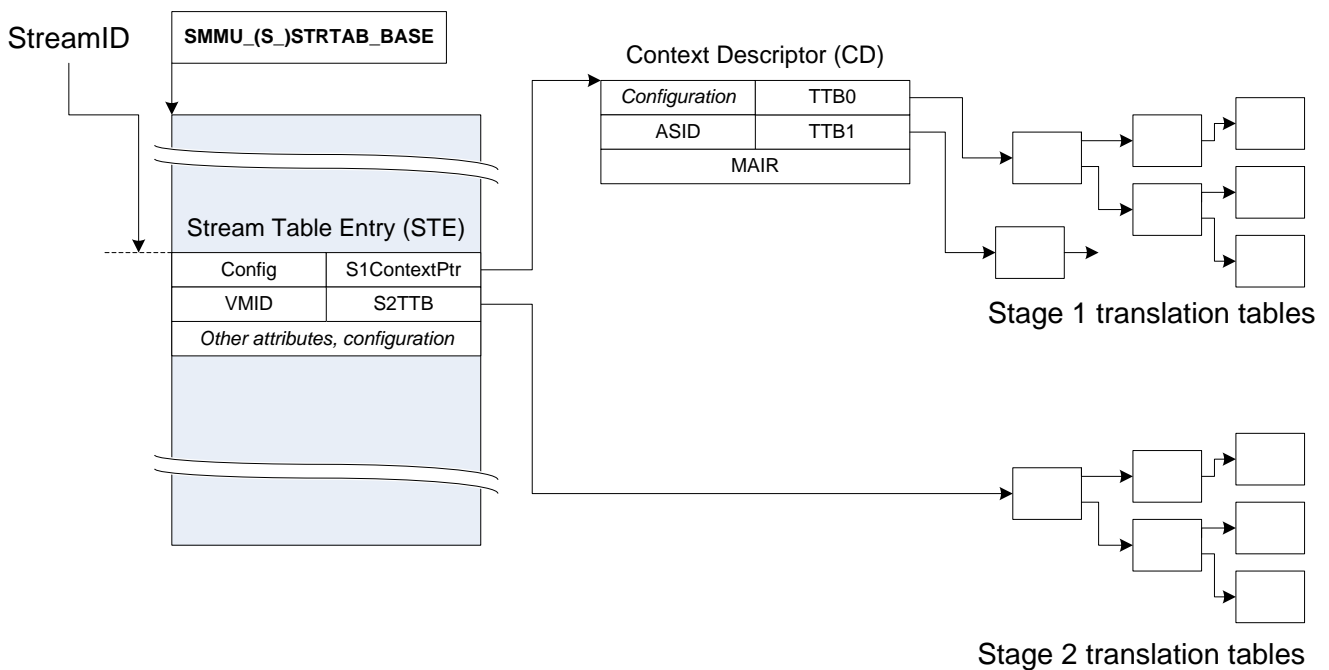 StreamID
SMMU_(S_)STRTAB_BASE
Context Descriptor (CD)
Configuration TTB0
ASID TTB1
MAIR
Stream Table Entry (STE)
Config S1ContextPtr
VMID S2TTB
Other attributes, configuration
Stage 1 translation tables
Stage 2 translation tables